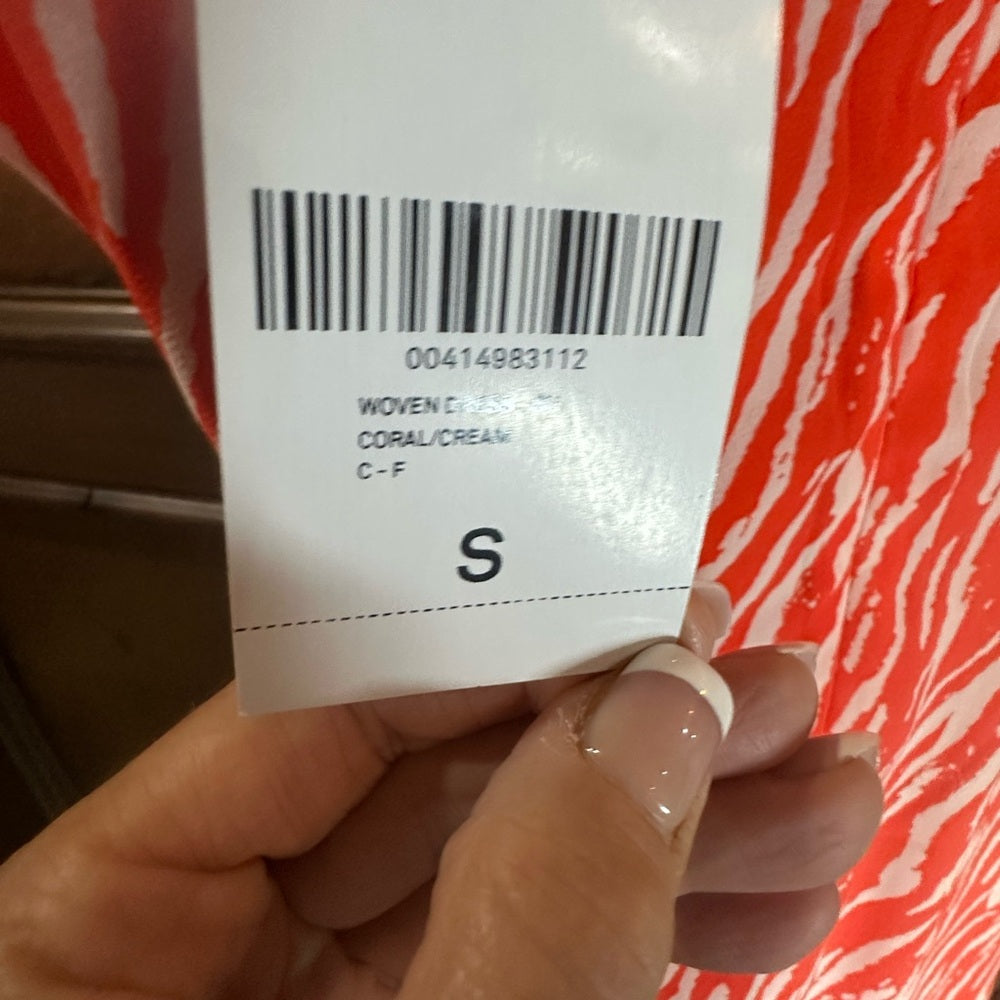 00414983112
WOVEN
CORAL/CREAM
C - F
S